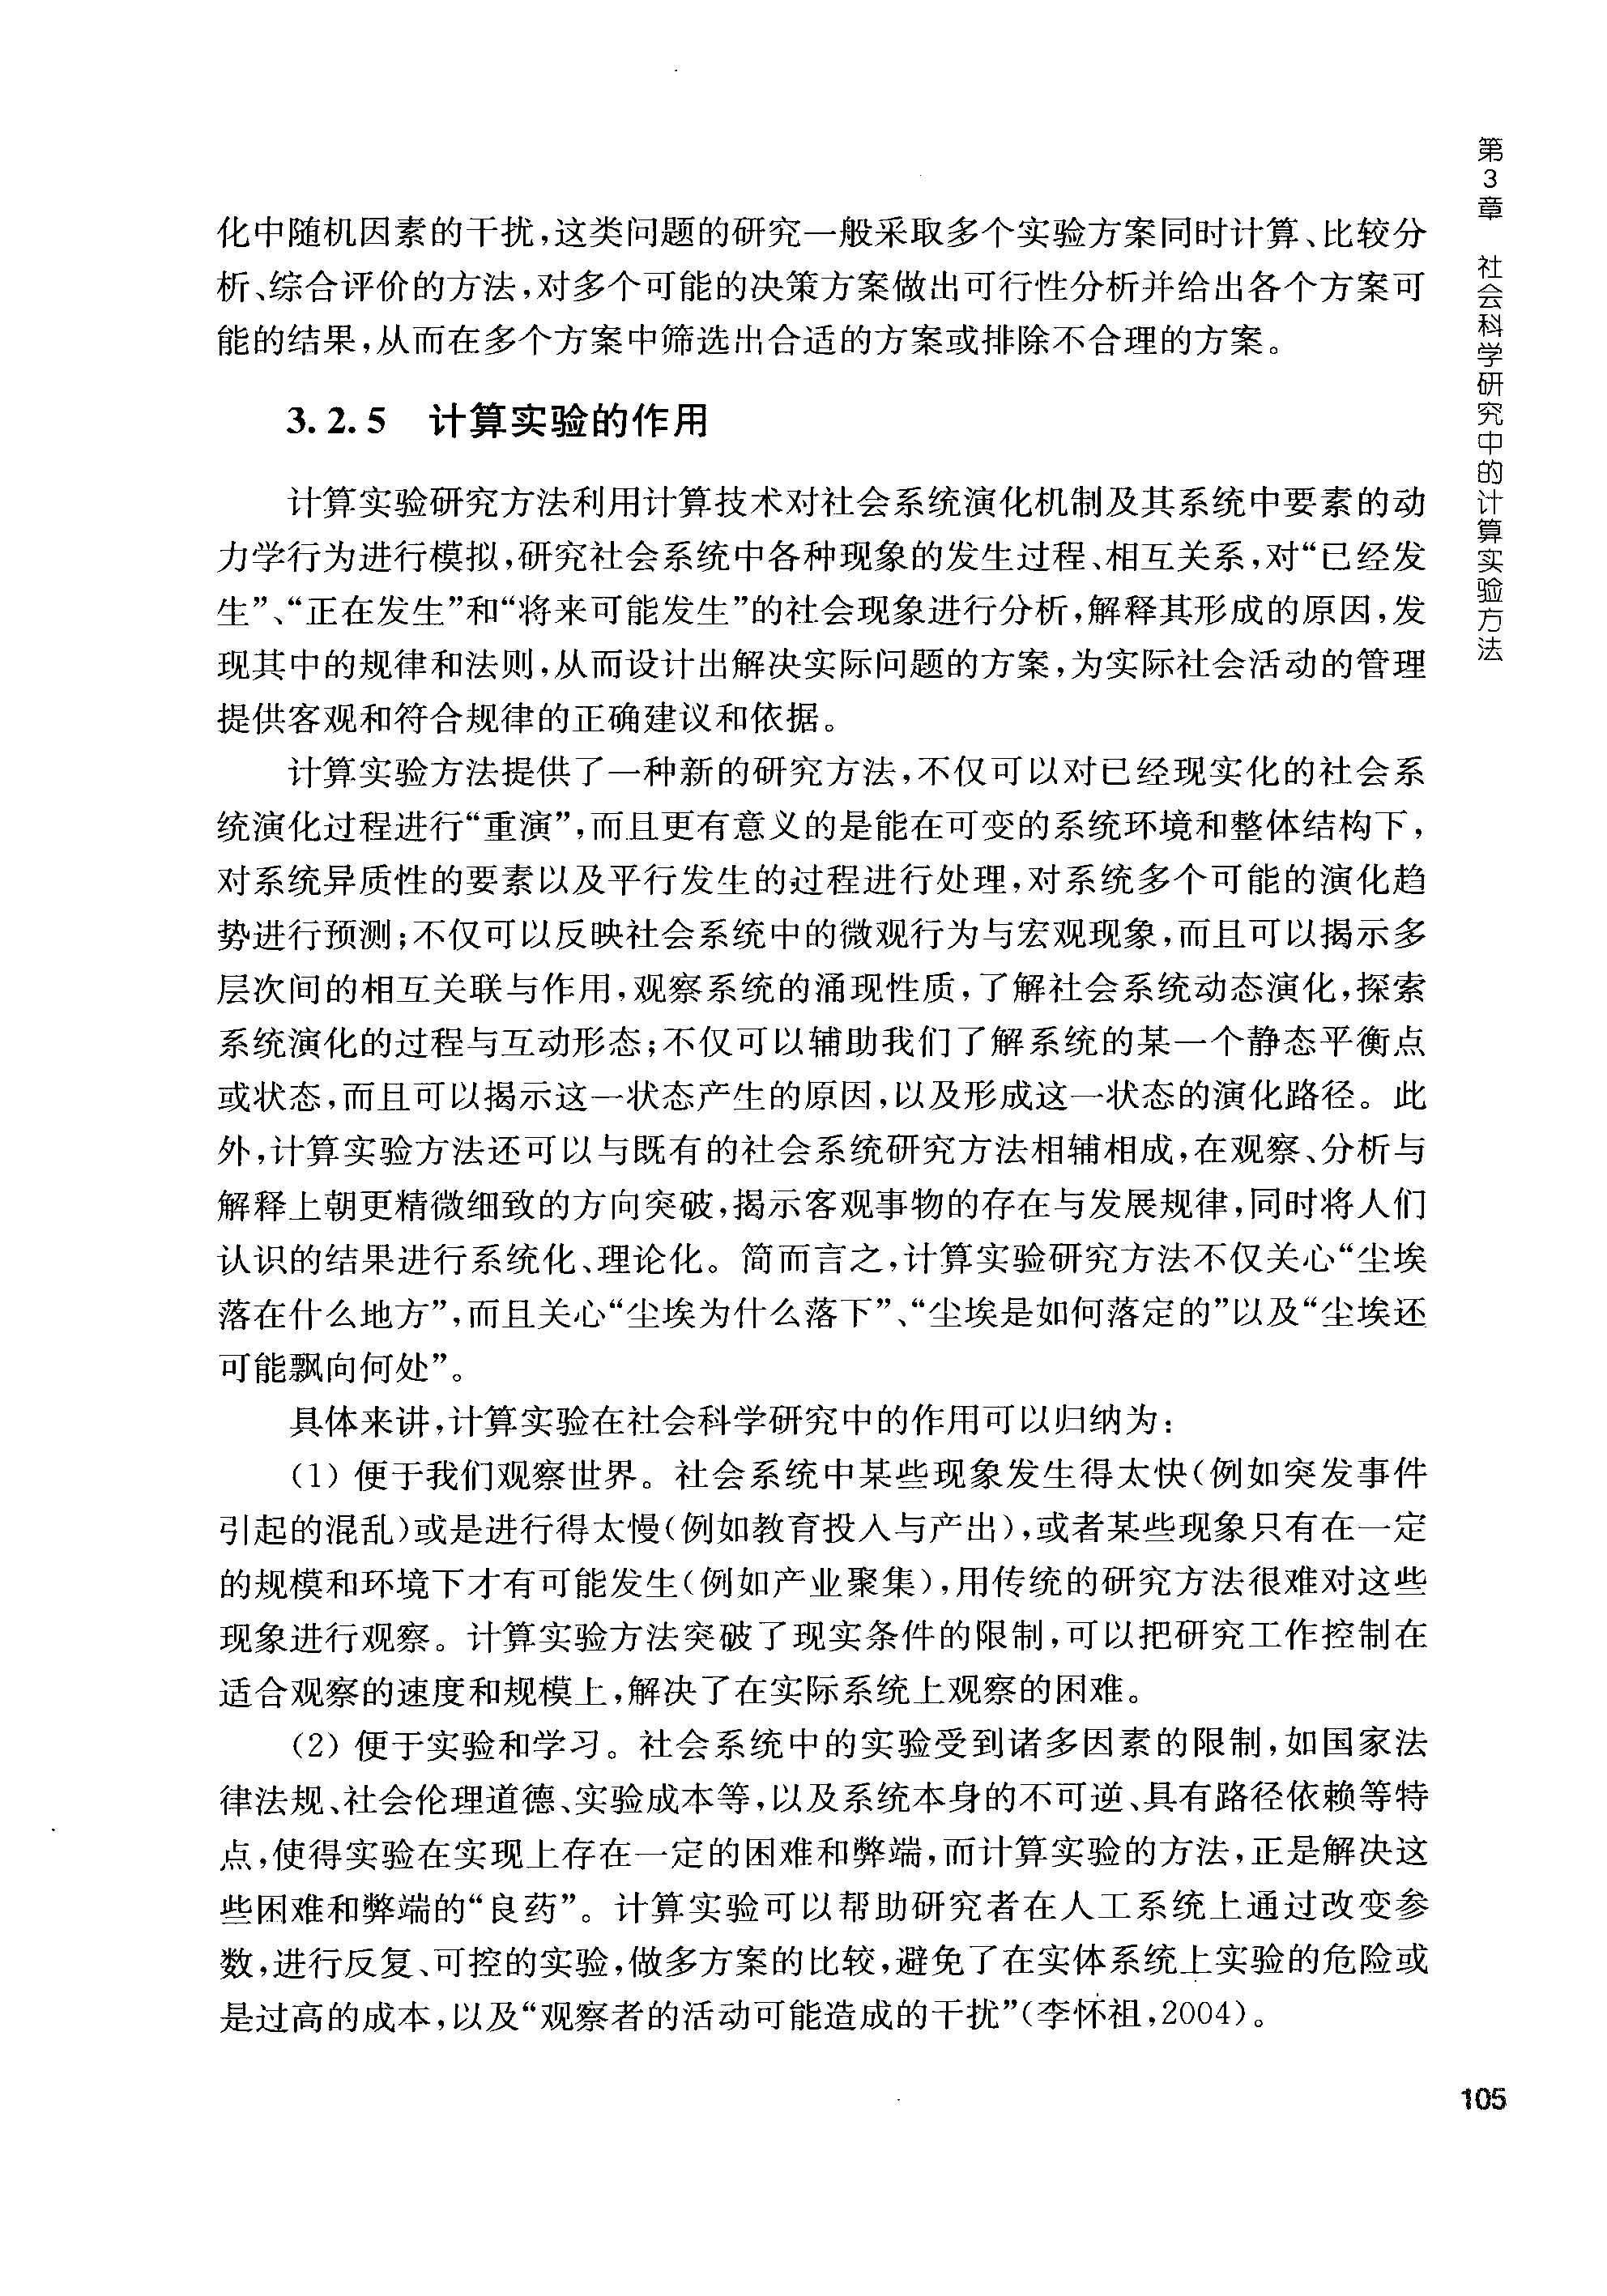 第3章 社会科学研究中的计算实验方法
化中随机因素的干扰,这类问题的研究一般采取多个实验方案同时计算、比较分
析、综合评价的方法,对多个可能的决策方案做出可行性分析并给出各个方案可
能的结果,从而在多个方案中筛选出合适的方案或排除不合理的方案。
3.2.5 计算实验的作用
计算实验研究方法利用计算技术对社会系统演化机制及其系统中要素的动
力学行为进行模拟,研究社会系统中各种现象的发生过程、相互关系,对“已经发
生”、“正在发生”和“将来可能发生”的社会现象进行分析,解释其形成的原因,发
现其中的规律和法则,从而设计出解决实际问题的方案,为实际社会活动的管理
提供客观和符合规律的正确建议和依据。
计算实验方法提供了一种新的研究方法,不仅可以对已经现实化的社会系
统演化过程进行“重演”,而且更有意义的是能在可变的系统环境和整体结构下,
对系统异质性的要素以及平行发生的过程进行处理,对系统多个可能的演化趋
势进行预测;不仅可以反映社会系统中的微观行为与宏观现象,而且可以揭示多
层次间的相互关联与作用,观察系统的涌现性质,了解社会系统动态演化,探索
系统演化的过程与互动形态;不仅可以辅助我们了解系统的某一个静态平衡点
或状态,而且可以揭示这一状态产生的原因,以及形成这一状态的演化路径。此
外,计算实验方法还可以与既有的社会系统研究方法相辅相成,在观察、分析与
解释上朝更精微细致的方向突破,揭示客观事物的存在与发展规律,同时将人们
认识的结果进行系统化、理论化。简而言之,计算实验研究方法不仅关心“尘埃
落在什么地方”,而且关心“尘埃为什么落下”、“尘埃是如何落定的”以及“尘埃还
可能飘向何处”。
具体来讲,计算实验在社会科学研究中的作用可以归纳为:
(1) 便于我们观察世界。社会系统中某些现象发生得太快(例如突发事件
引起的混乱)或是进行得太慢(例如教育投入与产出),或者某些现象只有在一定
的规模和环境下才有可能发生(例如产业聚集),用传统的研究方法很难对这些
现象进行观察。计算实验方法突破了现实条件的限制,可以把研究工作控制在
适合观察的速度和规模上,解决了在实际系统上观察的困难。
(2) 便于实验和学习。社会系统中的实验受到诸多因素的限制,如国家法
律法规、社会伦理道德、实验成本等,以及系统本身的不可逆、具有路径依赖等特
点,使得实验在实现上存在一定的困难和弊端,而计算实验的方法,正是解决这
些困难和弊端的“良药”。计算实验可以帮助研究者在人工系统上通过改变参
数,进行反复、可控的实验,做多方案的比较,避免了在实体系统上实验的危险或
是过高的成本,以及“观察者的活动可能造成的干扰”(李怀祖,2004)。
105